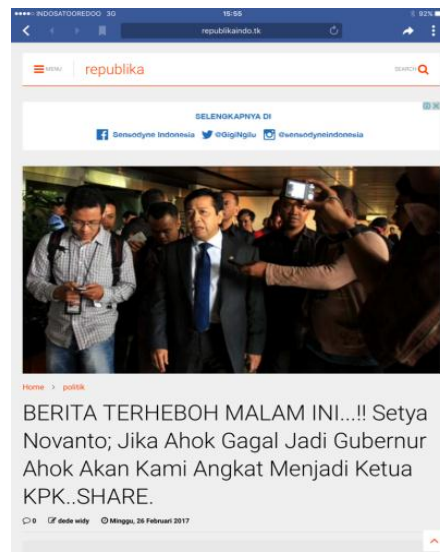 INDOSATOOREDOO 3G 15:55 92%
republikaindo.tk
MENU republika SEARCH
SELENGKAPNYA DI
Sensodyne Indonesia @GigiNgilu @sensodyneindonesia
Home > politik
BERITA TERHEBOH MALAM INI...!! Setya
Novanto; Jika Ahok Gagal Jadi Gubernur
Ahok Akan Kami Angkat Menjadi Ketua
KPK..SHARE.
0 dede widy Minggu, 26 Februari 2017